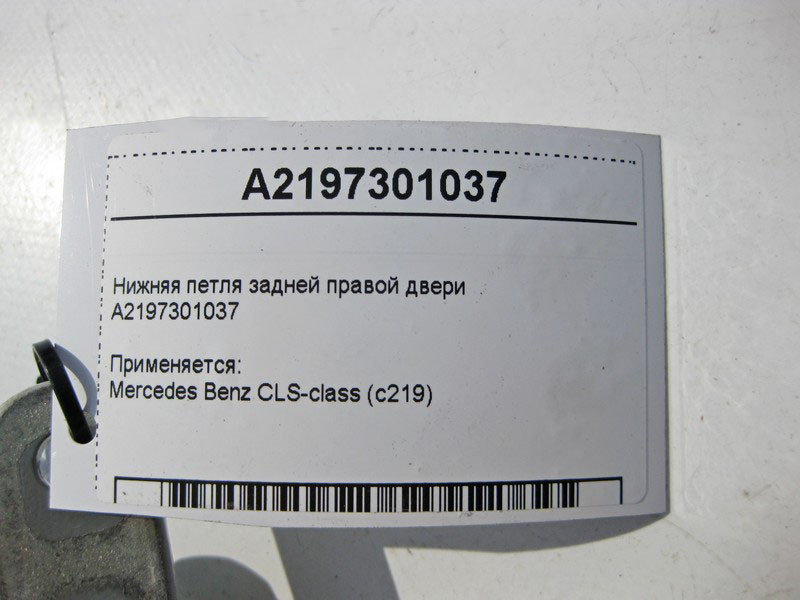 A2197301037
Нижняя петля задней правой двери
A2197301037
Применяется:
Mercedes Benz CLS-class (c219)